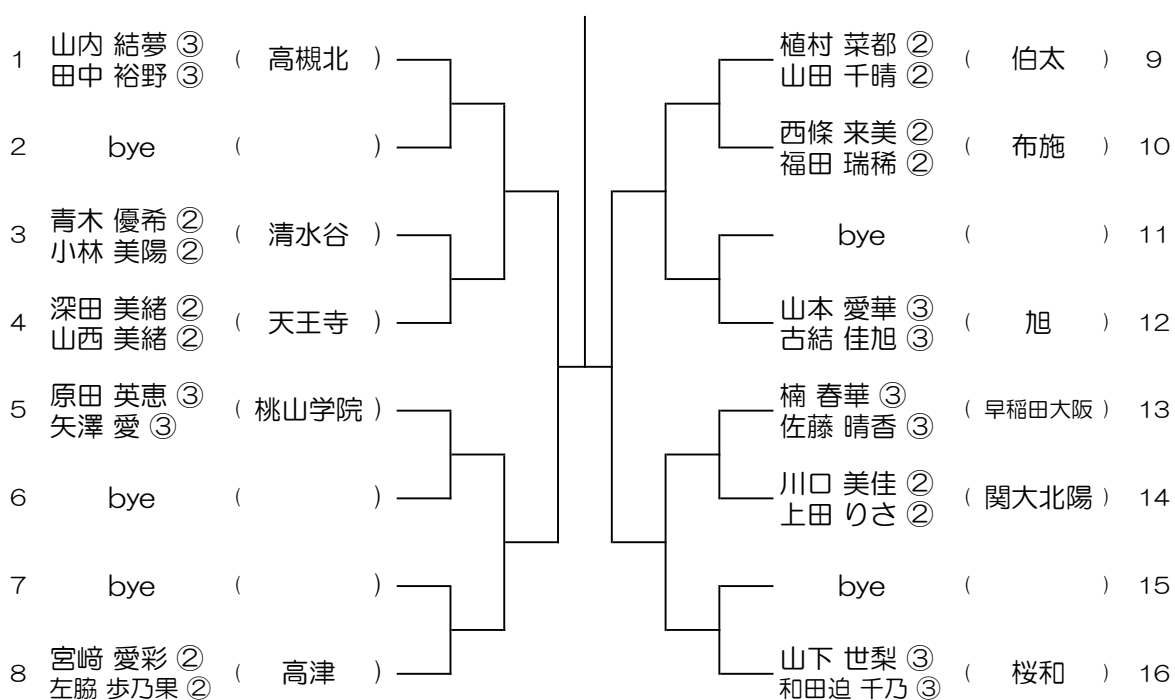 1 山内 結夢 ③ ( 高槻北 )
田中 裕野 ③
2 bye ( )
3 青木 優希 ② ( 清水谷 )
小林 美陽 ②
4 深田 美緒 ② ( 天王寺 )
山西 美緒 ②
5 原田 英恵 ③ ( 桃山学院 )
矢澤 愛 ③
6 bye ( )
7 bye ( )
8 宮﨑 愛彩 ② ( 高津 )
左脇 歩乃果 ②
植村 菜都 ② ( 伯太 ) 9
山田 千晴 ②
西條 来美 ② ( 布施 ) 10
福田 瑞稀 ②
bye ( ) 11
山本 愛華 ③ ( 旭 ) 12
古結 佳旭 ③
楠 春華 ③ ( 早稲田大阪 ) 13
佐藤 晴香 ③
川口 美佳 ② ( 関大北陽 ) 14
上田 りさ ②
bye ( ) 15
山下 世梨 ③ ( 桜和 ) 16
和田迫 千乃 ③